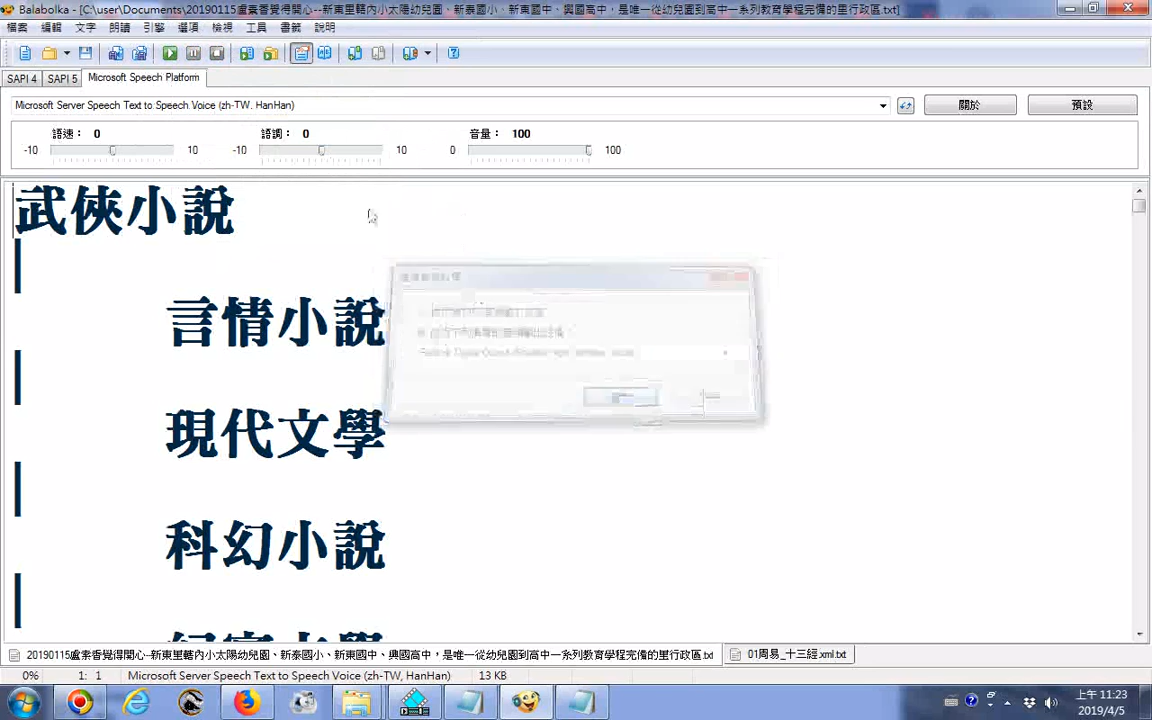 Balabolka - [C:\user\Documents\20190115盧素香覺得開心--新東里轄內小太陽幼兒園、新泰國小、新東國中、興國高中，是唯一從幼兒園到高中一系列教育學程完備的里行政區.txt]
檔案 編輯 文字 朗讀 引擎 選項 檢視 工具 書籤 說明
SAPI 4 SAPI 5 Microsoft Speech Platform
Microsoft Server Speech Text to Speech Voice (zh-TW, HanHan) 關於 預設
語速： 0 語調： 0 音量： 100
-10 10 -10 10 0 100
武俠小說
|
言情小說
|
現代文學
|
科幻小說
|
20190115盧素香覺得開心--新東里轄內小太陽幼兒園、新泰國小、新東國中、興國高中，是唯一從幼兒園到高中一系列教育學程完備的里行政區.txt 01周易_十三經.xml.txt
0% 1: 1 Microsoft Server Speech Text to Speech Voice (zh-TW, HanHan) 13 KB
上午 11:23
2019/4/5